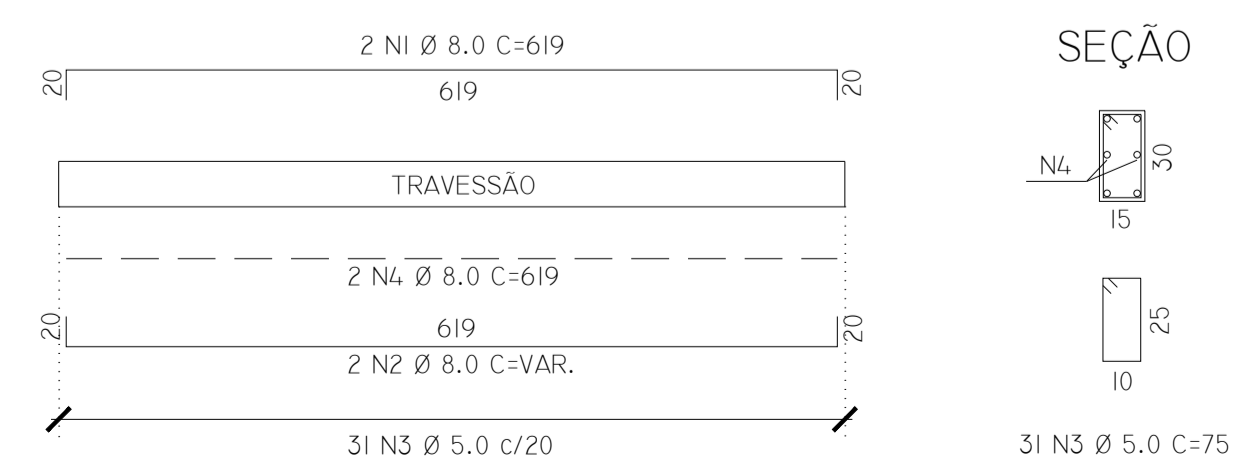 2 N1 Ø 8.0 C=619
20
619
20
TRAVESSÃO
2 N4 Ø 8.0 C=619
20
619
20
2 N2 Ø 8.0 C=VAR.
31 N3 Ø 5.0 c/20
SEÇÃO
N4
30
15
25
10
31 N3 Ø 5.0 C=75